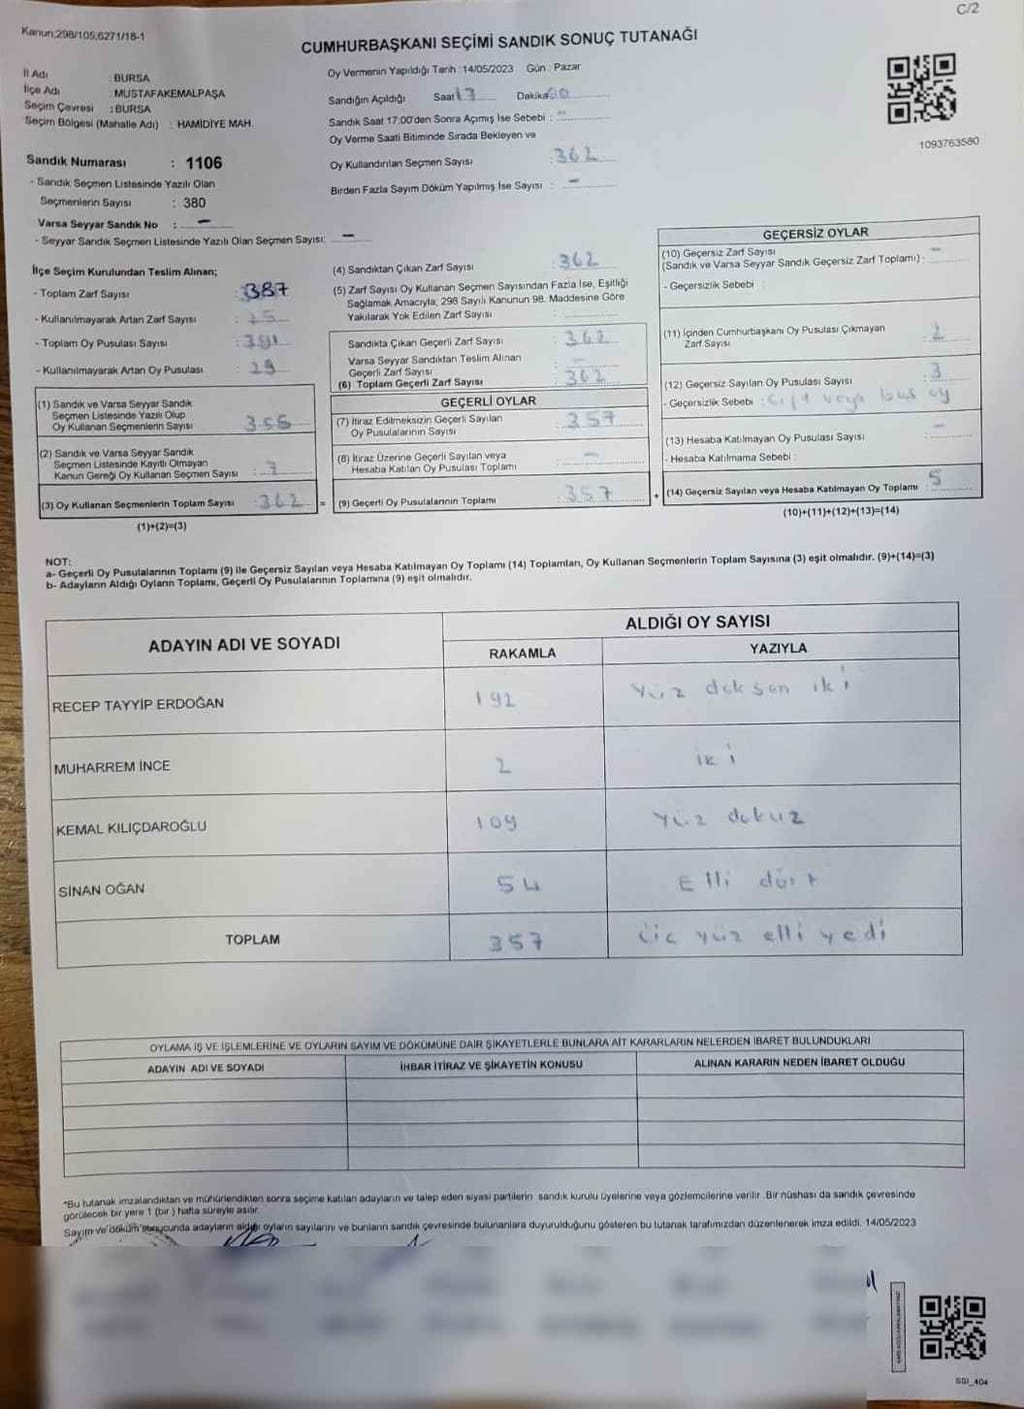 C/2
Kanun:298/105,6271/18-1
CUMHURBAŞKANI SEÇİMİ SANDIK SONUÇ TUTANAĞI
İl Adı : BURSA
İlçe Adı : MUSTAFAKEMALPAŞA
Seçim Çevresi : BURSA
Seçim Bölgesi (Mahalle Adı) : HAMİDİYE MAH.
Oy Vermenin Yapıldığı Tarih : 14/05/2023 Gün : Pazar
Sandığın Açıldığı Saat 17 Dakika 00
Sandık Saat 17:00'den Sonra Açımış İse Sebebi : -
Oy Verme Saati Bitiminde Sırada Bekleyen ve
Oy Kullandırılan Seçmen Sayısı : 362
Birden Fazla Sayım Döküm Yapılmış İse Sayısı : -
1093763580
Sandık Numarası : 1106
- Sandık Seçmen Listesinde Yazılı Olan
Seçmenlerin Sayısı : 380
Varsa Seyyar Sandık No : -
- Seyyar Sandık Seçmen Listesinde Yazılı Olan Seçmen Sayısı: -
İlçe Seçim Kurulundan Teslim Alınan;
- Toplam Zarf Sayısı : 387
- Kullanılmayarak Artan Zarf Sayısı : 25
- Toplam Oy Pusulası Sayısı : 391
- Kullanılmayarak Artan Oy Pusulası : 29
(1) Sandık ve Varsa Seyyar Sandık
Seçmen Listesinde Yazılı Olup
Oy Kullanan Seçmenlerin Sayısı : 355
(2) Sandık ve Varsa Seyyar Sandık
Seçmen Listesinde Kayıtlı Olmayan
Kanun Gereği Oy Kullanan Seçmen Sayısı : 7
(3) Oy Kullanan Seçmenlerin Toplam Sayısı : 362 =
(1)+(2)=(3)
(4) Sandıktan Çıkan Zarf Sayısı : 362
(5) Zarf Sayısı Oy Kullanan Seçmen Sayısından Fazla İse, Eşitliği
Sağlamak Amacıyla; 298 Sayılı Kanunun 98. Maddesine Göre
Yakılarak Yok Edilen Zarf Sayısı :
Sandıkta Çıkan Geçerli Zarf Sayısı : 362
Varsa Seyyar Sandıktan Teslim Alınan
Geçerli Zarf Sayısı : -
(6) Toplam Geçerli Zarf Sayısı : 362
GEÇERLİ OYLAR
(7) İtiraz Edilmeksizin Geçerli Sayılan
Oy Pusulalarının Sayısı : 357
(8) İtiraz Üzerine Geçerli Sayılan veya
Hesaba Katılan Oy Pusulası Toplamı : -
(9) Geçerli Oy Pusulalarının Toplamı : 357 +
GEÇERSİZ OYLAR
(10) Geçersiz Zarf Sayısı
(Sandık ve Varsa Seyyar Sandık Geçersiz Zarf Toplamı) : -
- Geçersizlik Sebebi :
(11) İçinden Cumhurbaşkanı Oy Pusulası Çıkmayan
Zarf Sayısı : 2
(12) Geçersiz Sayılan Oy Pusulası Sayısı : 3
- Geçersizlik Sebebi : Çift veya boş oy
(13) Hesaba Katılmayan Oy Pusulası Sayısı : -
- Hesaba Katılmama Sebebi :
(14) Geçersiz Sayılan veya Hesaba Katılmayan Oy Toplamı : 5
(10)+(11)+(12)+(13)=(14)
NOT:
a- Geçerli Oy Pusulalarının Toplamı (9) ile Geçersiz Sayılan veya Hesaba Katılmayan Oy Toplamı (14) Toplamları, Oy Kullanan Seçmenlerin Toplam Sayısına (3) eşit olmalıdır. (9)+(14)=(3)
b- Adayların Aldığı Oyların Toplamı, Geçerli Oy Pusulalarının Toplamına (9) eşit olmalıdır.
ADAYIN ADI VE SOYADI ALDIĞI OY SAYISI
RAKAMLA YAZIYLA
RECEP TAYYİP ERDOĞAN 192 Yüz doksan iki
MUHARREM İNCE 2 iki
KEMAL KILIÇDAROĞLU 109 Yüz dokuz
SİNAN OĞAN 54 Elli dört
TOPLAM 357 Üç yüz elli yedi
OYLAMA İŞ VE İŞLEMLERİNE VE OYLARIN SAYIM VE DÖKÜMÜNE DAİR ŞİKAYETLERLE BUNLARA AİT KARARLARIN NELERDEN İBARET BULUNDUKLARI
ADAYIN ADI VE SOYADI İHBAR İTİRAZ VE ŞİKAYETİN KONUSU ALINAN KARARIN NEDEN İBARET OLDUĞU
*Bu tutanak imzalandıktan ve mühürlendikten sonra seçime katılan adayların ve talep eden siyasi partilerin sandık kurulu üyelerine veya gözlemcilerine verilir .Bir nüshası da sandık çevresinde
görülecek bir yere 1 (bir ) hafta süreyle asılır.
Sayım ve döküm sonucunda adayların aldığı oyların sayılarını ve bunların sandık çevresinde bulunanlara duyurulduğunu gösteren bu tutanak tarafımızdan düzenlenerek imza edildi. 14/05/2023
SSI_404